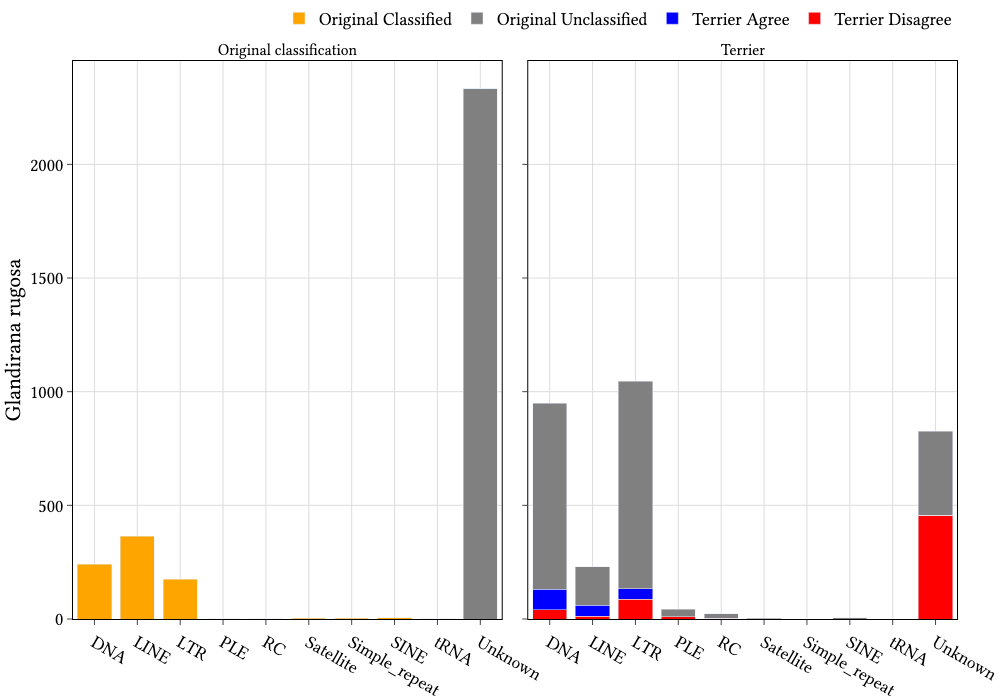 Original Classified Original Unclassified Terrier Agree Terrier Disagree
Original classification Terrier
Glandirana rugosa
2000
1500
1000
500
0
DNA LINE LTR PLE RC Satellite Simple_repeat SINE tRNA Unknown
DNA LINE LTR PLE RC Satellite Simple_repeat SINE tRNA Unknown